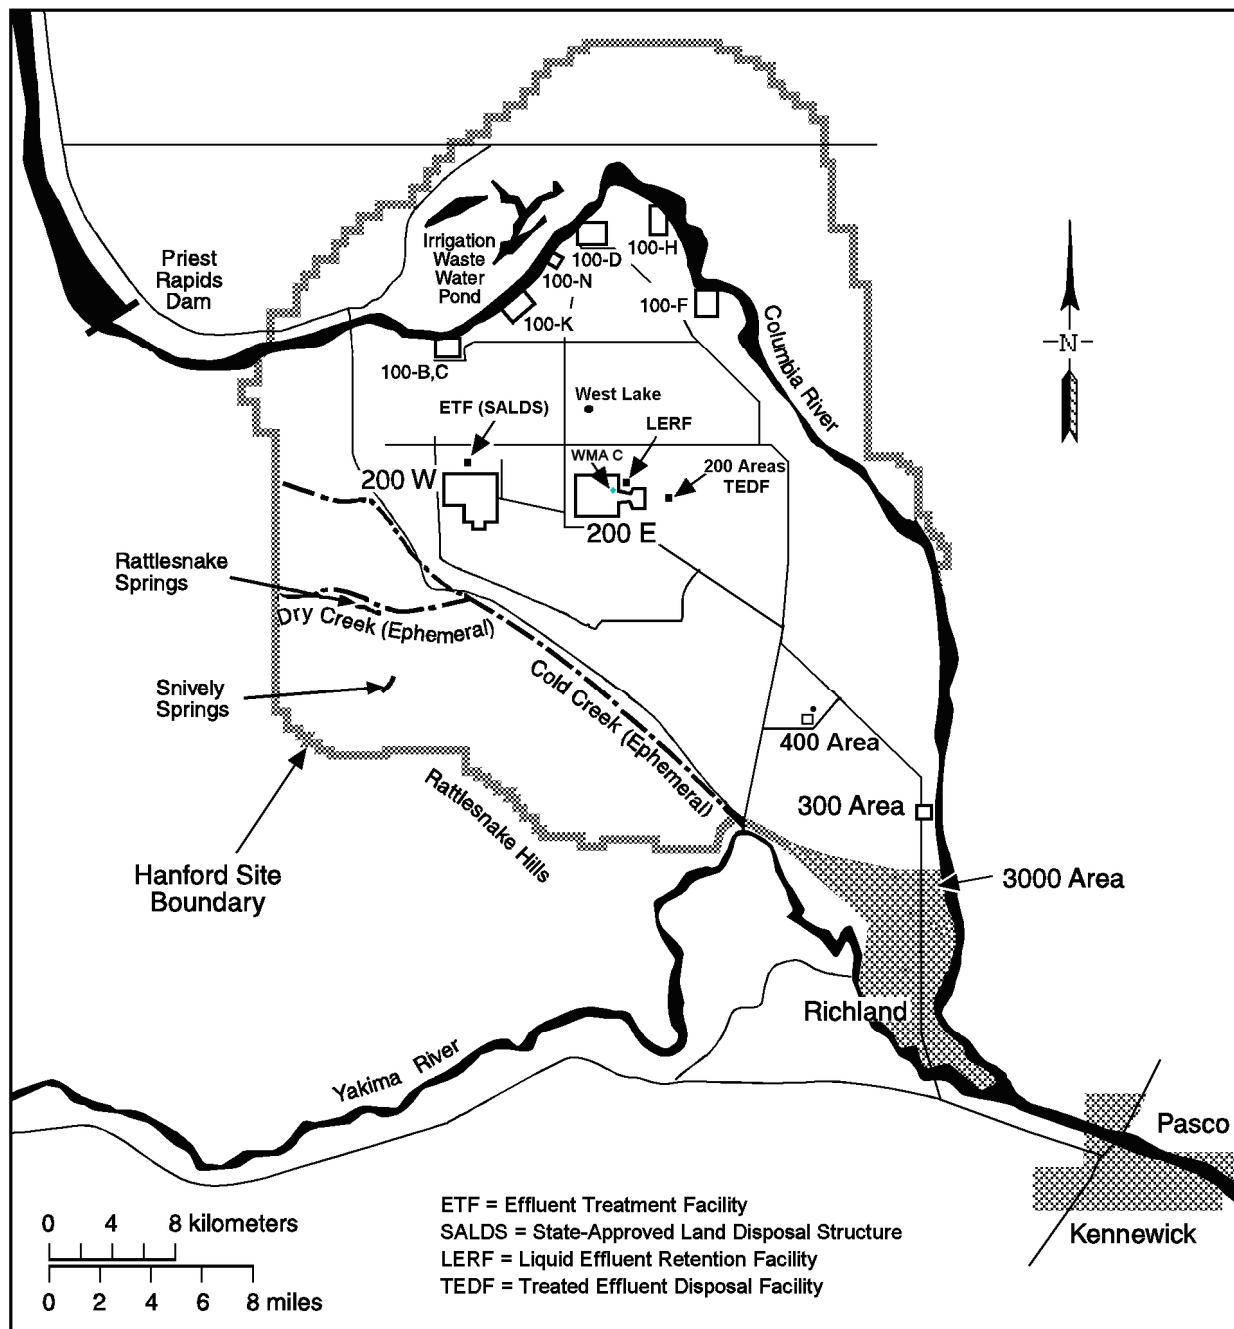 Priest
Rapids
Dam
Irrigation
Waste
Water
Pond
100-H
100-D
100-N
100-F
100-K
100-B,C
Columbia River
N
West Lake
ETF (SALDS)
LERF
WMA C
200 Areas
TEDF
200 W
200 E
Rattlesnake
Springs
Dry Creek (Ephemeral)
Snively
Springs
Cold Creek (Ephemeral)
400 Area
300 Area
Rattlesnake Hills
Hanford Site
Boundary
3000 Area
Richland
Yakima River
Pasco
Kennewick
0 4 8 kilometers
0 2 4 6 8 miles
ETF = Effluent Treatment Facility
SALDS = State-Approved Land Disposal Structure
LERF = Liquid Effluent Retention Facility
TEDF = Treated Effluent Disposal Facility